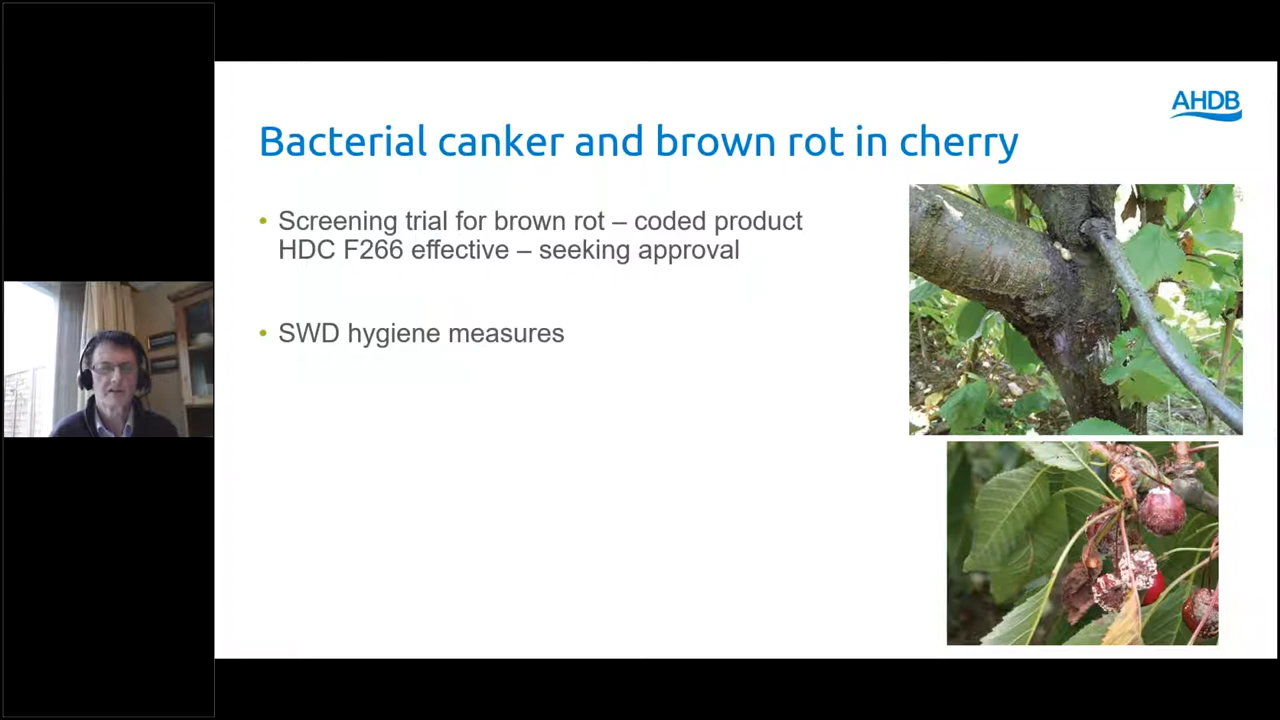 AHDB
Bacterial canker and brown rot in cherry
• Screening trial for brown rot – coded product
HDC F266 effective – seeking approval
• SWD hygiene measures